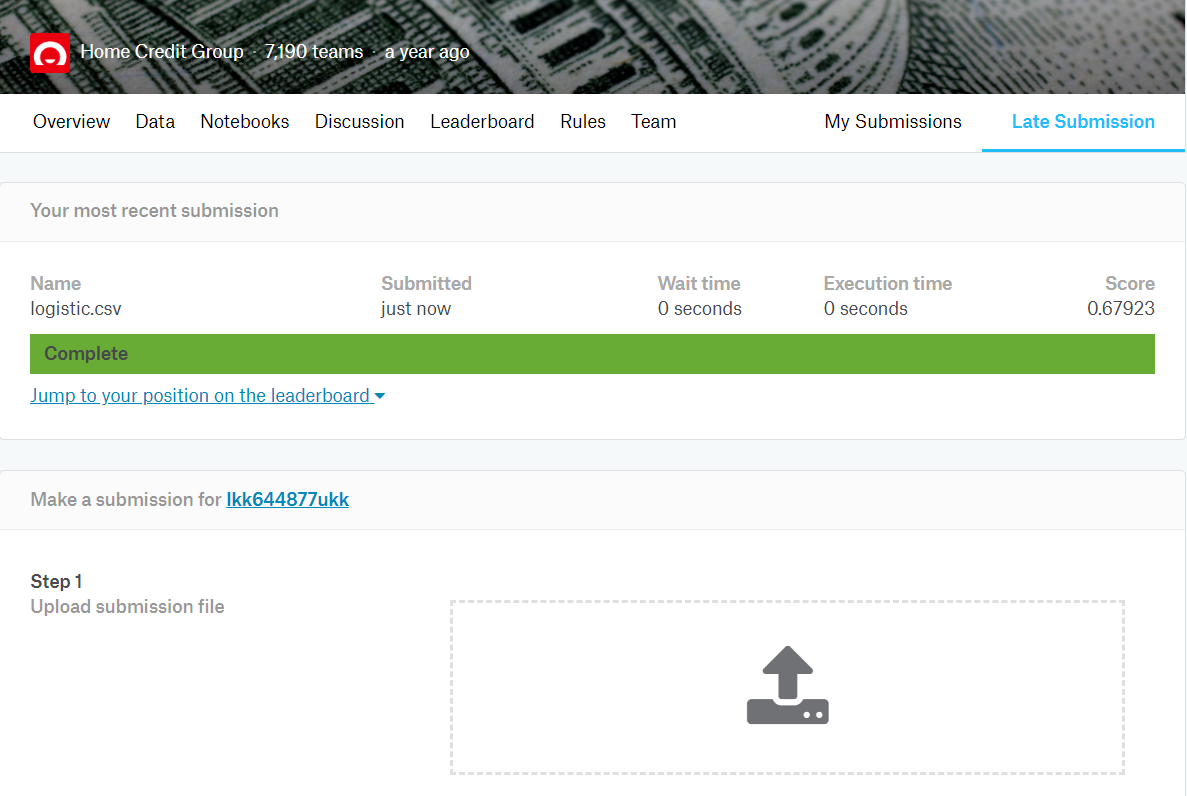 Home Credit Group · 7,190 teams · a year ago
Overview Data Notebooks Discussion Leaderboard Rules Team My Submissions Late Submission
Your most recent submission
Name Submitted Wait time Execution time Score
logistic.csv just now 0 seconds 0 seconds 0.67923
Complete
Jump to your position on the leaderboard
Make a submission for lkk644877ukk
Step 1
Upload submission file